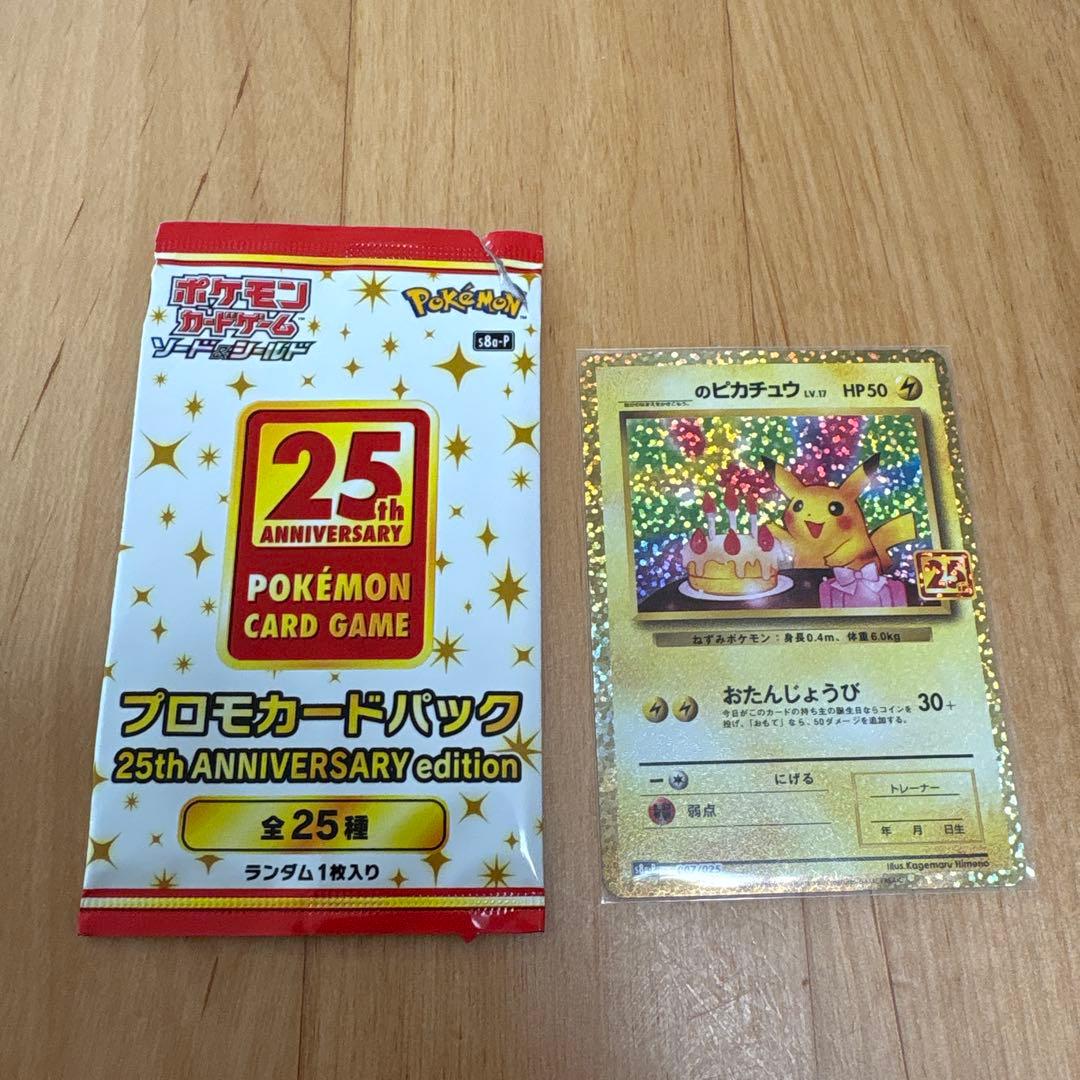 ポケモン
カードゲーム
ソード&シールド
POKéMON
s8a-P
25th
ANNIVERSARY
POKÉMON
CARD GAME
プロモカードパック
25th ANNIVERSARY edition
全25種
ランダム1枚入り
のピカチュウ LV.17 HP50
25
ねずみポケモン:身長0.4m、体重6.0kg
おたんじょうび 30+
今日がこのカードの持ち主の誕生日ならコインを
投げ、「おもて」なら、50ダメージを追加する。
にげる
弱点
トレーナー
年 月 日生
s8a-P 007/025
Illus.Kagemaru Himeno